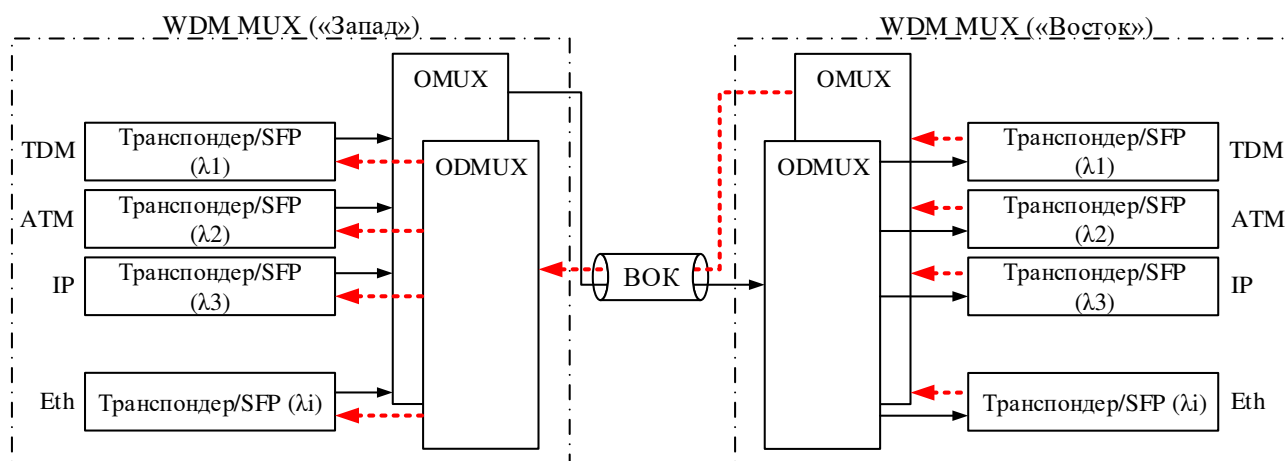 WDM MUX («Запад»)
WDM MUX («Восток»)
OMUX
OMUX
ODMUX
ODMUX
TDM
Транспондер/SFP
(λ1)
Транспондер/SFP
(λ1)
TDM
ATM
Транспондер/SFP
(λ2)
Транспондер/SFP
(λ2)
ATM
IP
Транспондер/SFP
(λ3)
ВОК
Транспондер/SFP
(λ3)
IP
Eth
Транспондер/SFP (λi)
Транспондер/SFP (λi)
Eth